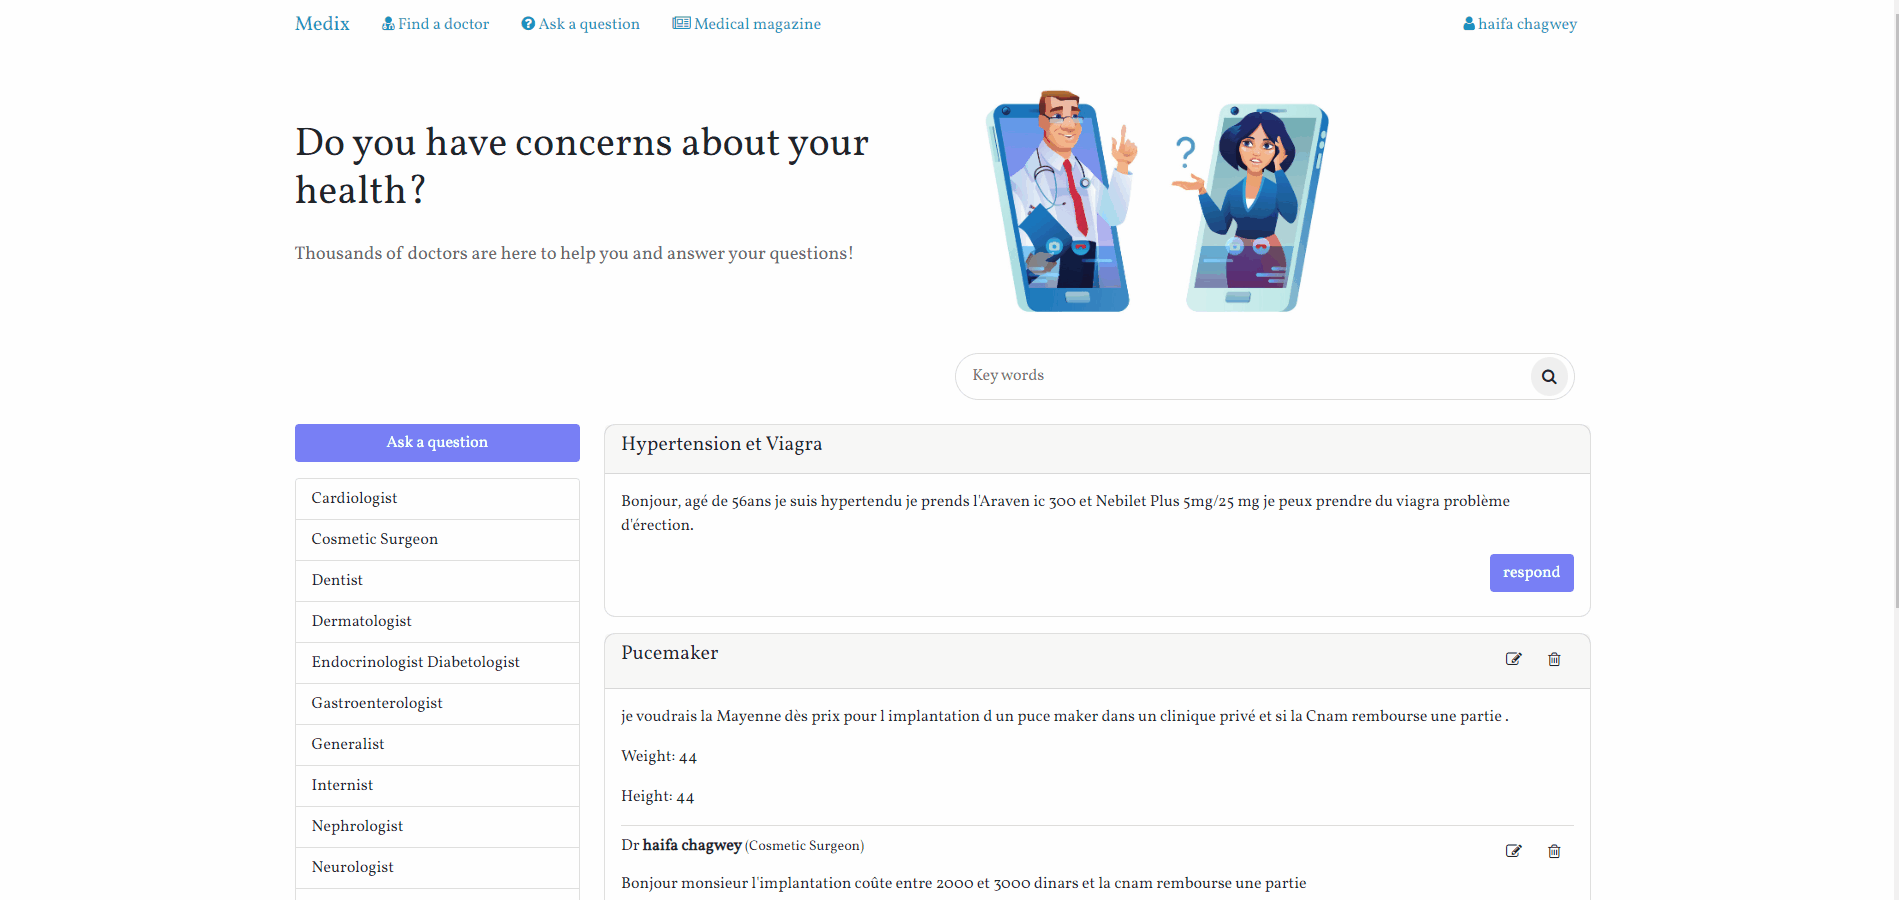 Medix Find a doctor Ask a question Medical magazine haifa chagwey
Do you have concerns about your
health?
Thousands of doctors are here to help you and answer your questions!
?
Key words
Ask a question
Cardiologist
Cosmetic Surgeon
Dentist
Dermatologist
Endocrinologist Diabetologist
Gastroenterologist
Generalist
Internist
Nephrologist
Neurologist
Hypertension et Viagra
Bonjour, agé de 56ans je suis hypertendu je prends l'Araven ic 300 et Nebilet Plus 5mg/25 mg je peux prendre du viagra problème
d'érection.
respond
Pucemaker
je voudrais la Mayenne dès prix pour l implantation d un puce maker dans un clinique privé et si la Cnam rembourse une partie .
Weight: 44
Height: 44
Dr haifa chagwey (Cosmetic Surgeon)
Bonjour monsieur l'implantation coûte entre 2000 et 3000 dinars et la cnam rembourse une partie